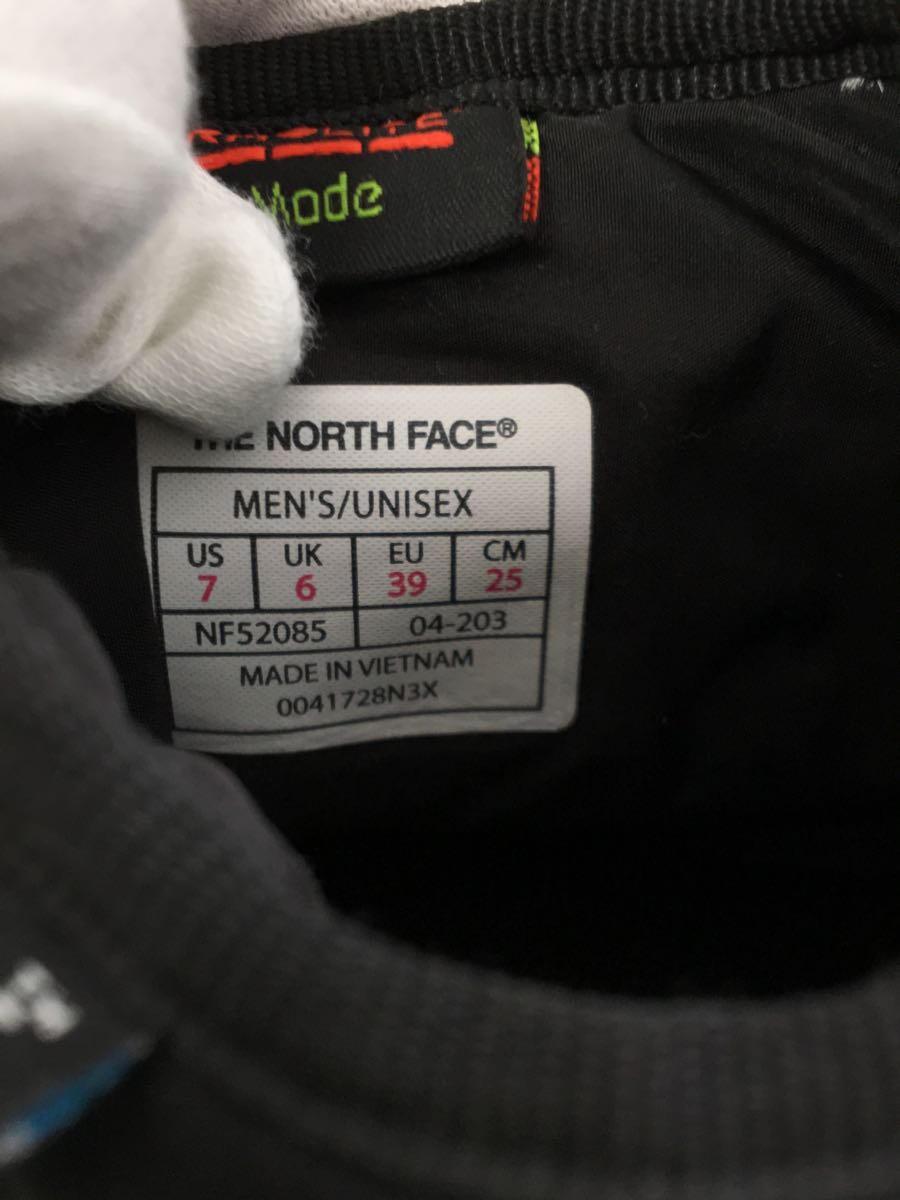 Mode
THE NORTH FACE®
MEN'S/UNISEX
US UK EU CM
7 6 39 25
NF52085 04-203
MADE IN VIETNAM
0041728N3X